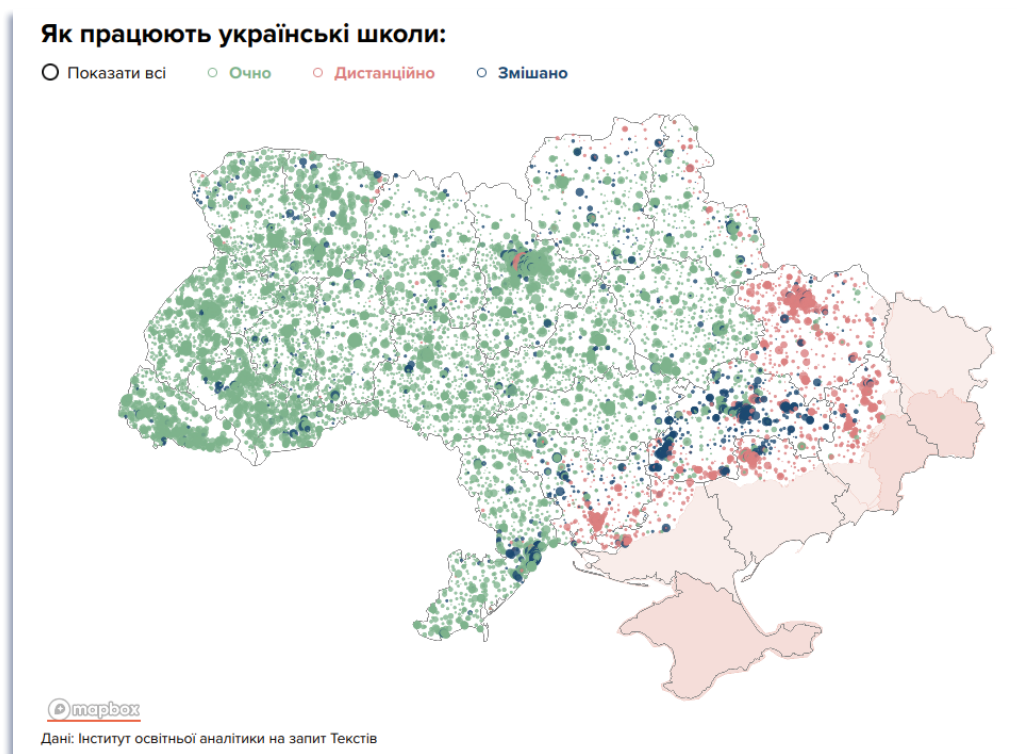 Як працюють українські школи:
Показати всі Очно Дистанційно Змішано
mapbox
Дані: Інститут освітньої аналітики на запит Текстів